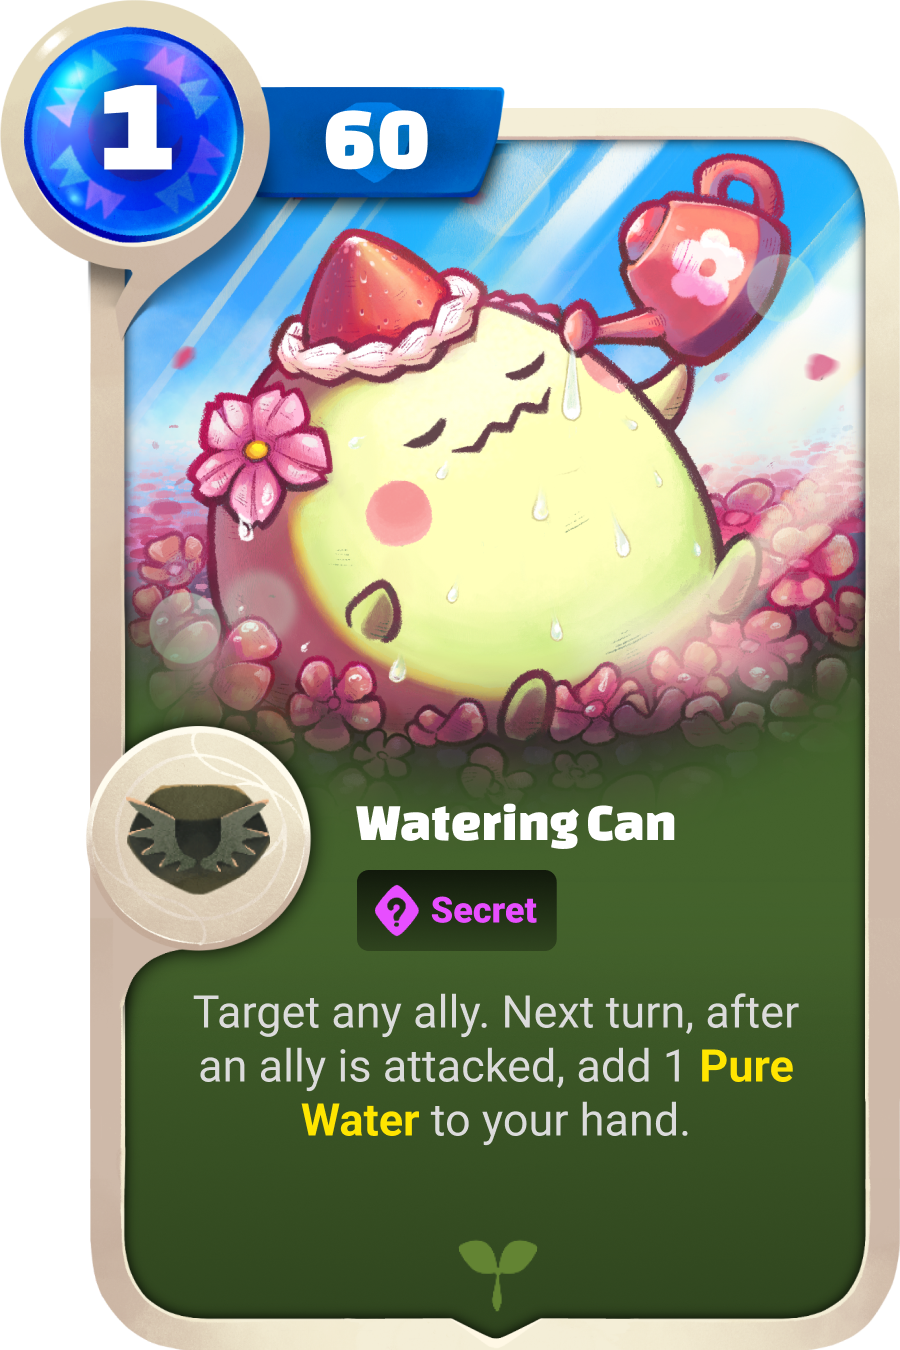 1
60
Watering Can
Secret
Target any ally. Next turn, after
an ally is attacked, add 1 Pure
Water to your hand.